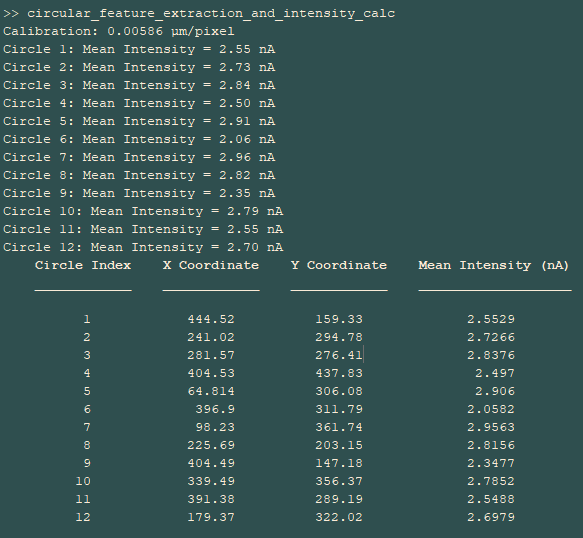 >> circular_feature_extraction_and_intensity_calc
Calibration: 0.00586 µm/pixel
Circle 1: Mean Intensity = 2.55 nA
Circle 2: Mean Intensity = 2.73 nA
Circle 3: Mean Intensity = 2.84 nA
Circle 4: Mean Intensity = 2.50 nA
Circle 5: Mean Intensity = 2.91 nA
Circle 6: Mean Intensity = 2.06 nA
Circle 7: Mean Intensity = 2.96 nA
Circle 8: Mean Intensity = 2.82 nA
Circle 9: Mean Intensity = 2.35 nA
Circle 10: Mean Intensity = 2.79 nA
Circle 11: Mean Intensity = 2.55 nA
Circle 12: Mean Intensity = 2.70 nA
Circle Index X Coordinate Y Coordinate Mean Intensity (nA)
1 444.52 159.33 2.5529
2 241.02 294.78 2.7266
3 281.57 276.41 2.8376
4 404.53 437.83 2.497
5 64.814 306.08 2.906
6 396.9 311.79 2.0582
7 98.23 361.74 2.9563
8 225.69 203.15 2.8156
9 404.49 147.18 2.3477
10 339.49 356.37 2.7852
11 391.38 289.19 2.5488
12 179.37 322.02 2.6979